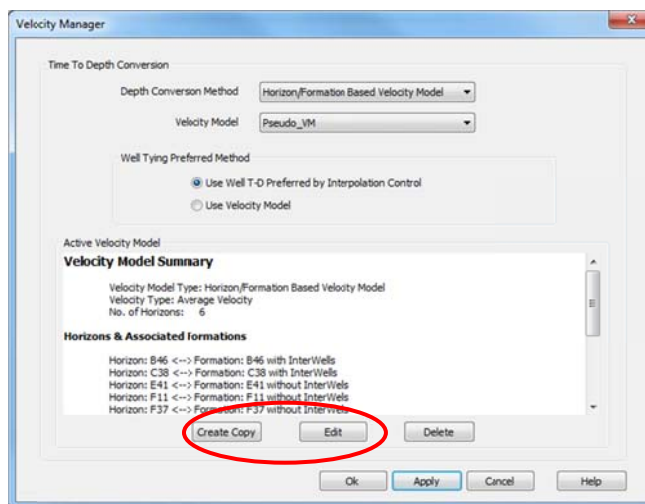 Velocity Manager
Time To Depth Conversion
Depth Converson Method Horizon/Formation Based Velocity Model
Velocity Model Pseudo_VM
Well Tying Preferred Method
Use Well T-D Preferred by Interpolation Control
Use Velocity Model
Active Velocity Model
Velocity Model Summary
Velocity Model Type: Horizon/Formation Based Velocity Model
Velocity Type: Average Velocity
No. of Horizons: 6
Horizons & Associated Formations
Horizon: B46 <--> Formation: B46 with InterWells
Horizon: C38 <--> Formation: C38 with InterWells
Horizon: E41 <--> Formation: E41 without InterWels
Horizon: F11 <--> Formation: F11 without InterWells
Horizon: F37 <--> Formation: F37 without InterWells
Create Copy Edit Delete
Ok Apply Cancel Help